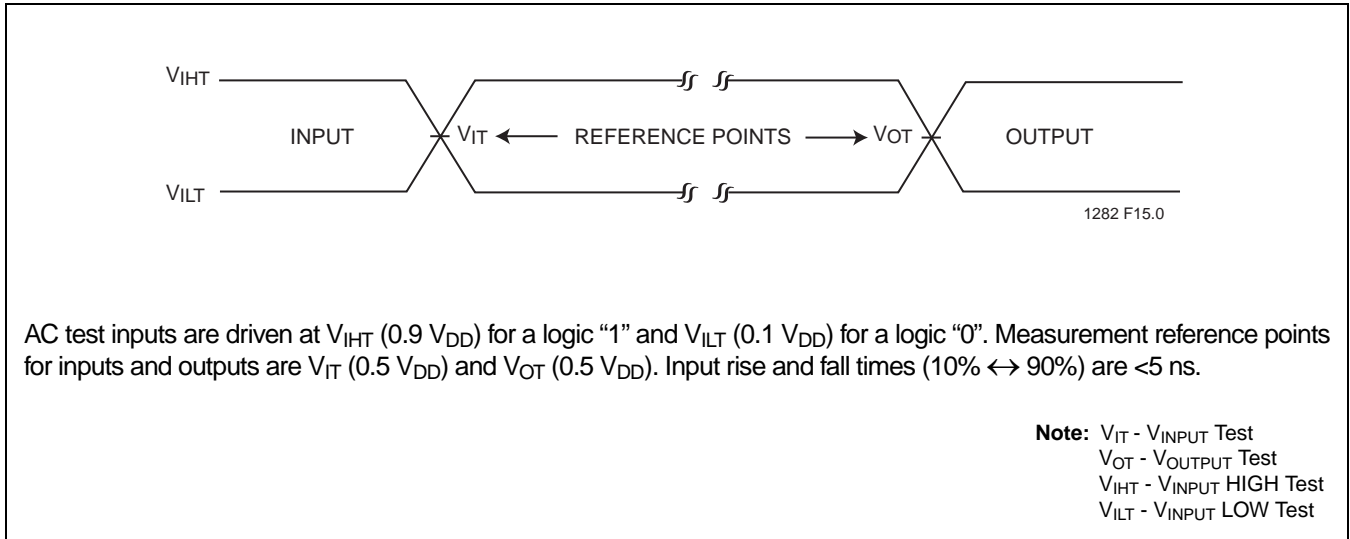 VIHT
INPUT VIT REFERENCE POINTS VOT OUTPUT
VILT
1282 F15.0
AC test inputs are driven at VIHT (0.9 VDD) for a logic “1” and VILT (0.1 VDD) for a logic “0”. Measurement reference points
for inputs and outputs are VIT (0.5 VDD) and VOT (0.5 VDD). Input rise and fall times (10% ↔ 90%) are <5 ns.
Note: VIT - VINPUT Test
VOT - VOUTPUT Test
VIHT - VINPUT HIGH Test
VILT - VINPUT LOW Test